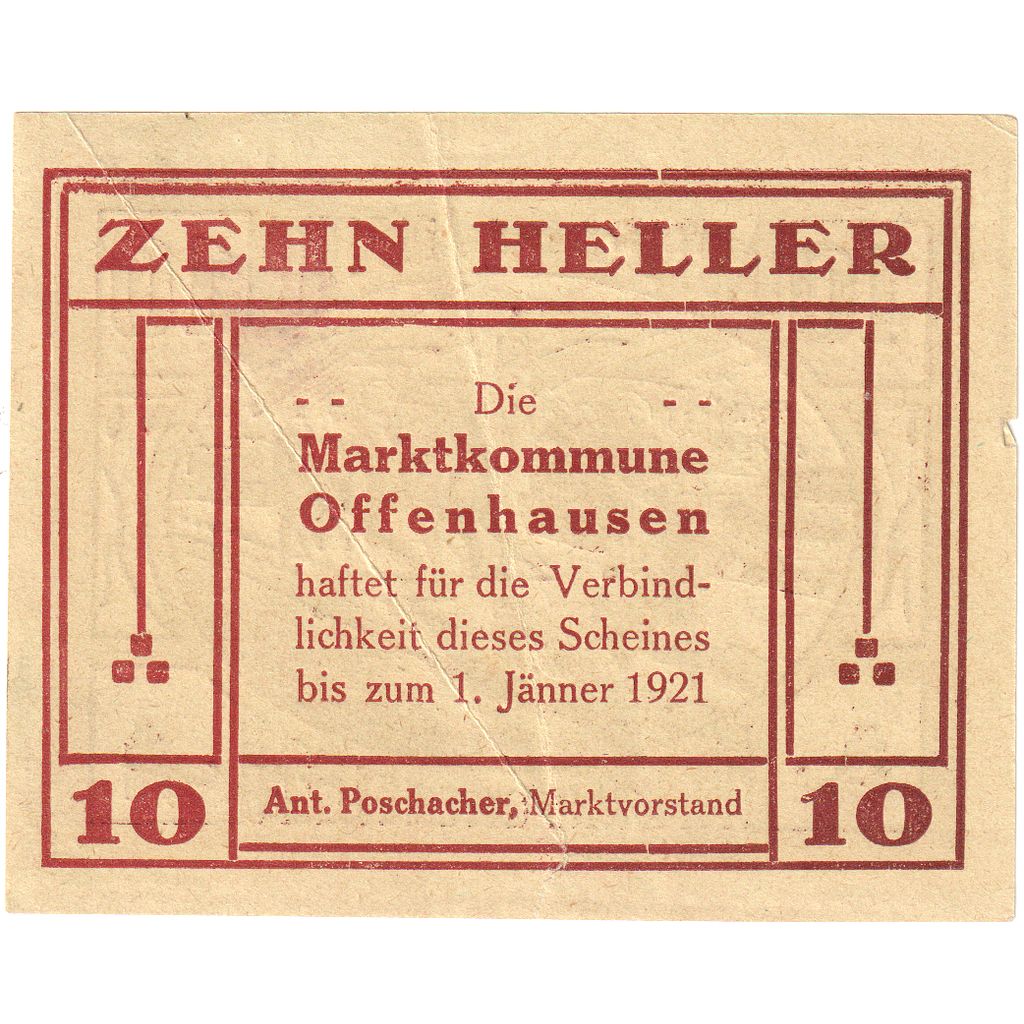 ZEHN HELLER
-- Die --
Marktkommune
Offenhausen
haftet für die Verbind-
lichkeit dieses Scheines
bis zum 1. Jänner 1921
10 Ant. Poschacher, Marktvorstand 10